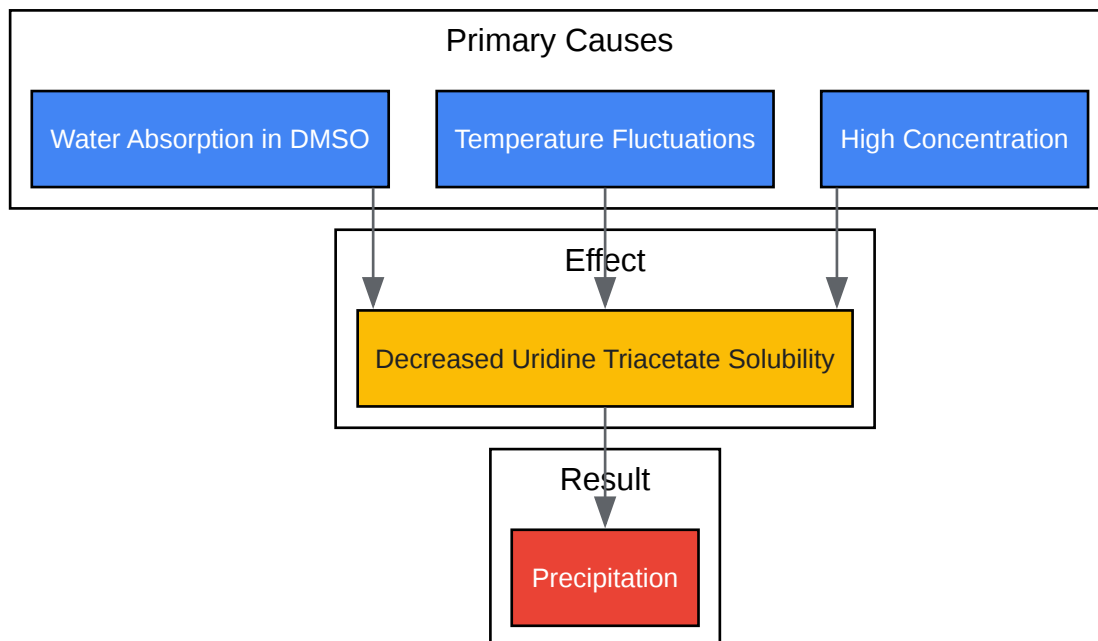 Primary Causes
Water Absorption in DMSO
Temperature Fluctuations
High Concentration
Effect
Decreased Uridine Triacetate Solubility
Result
Precipitation